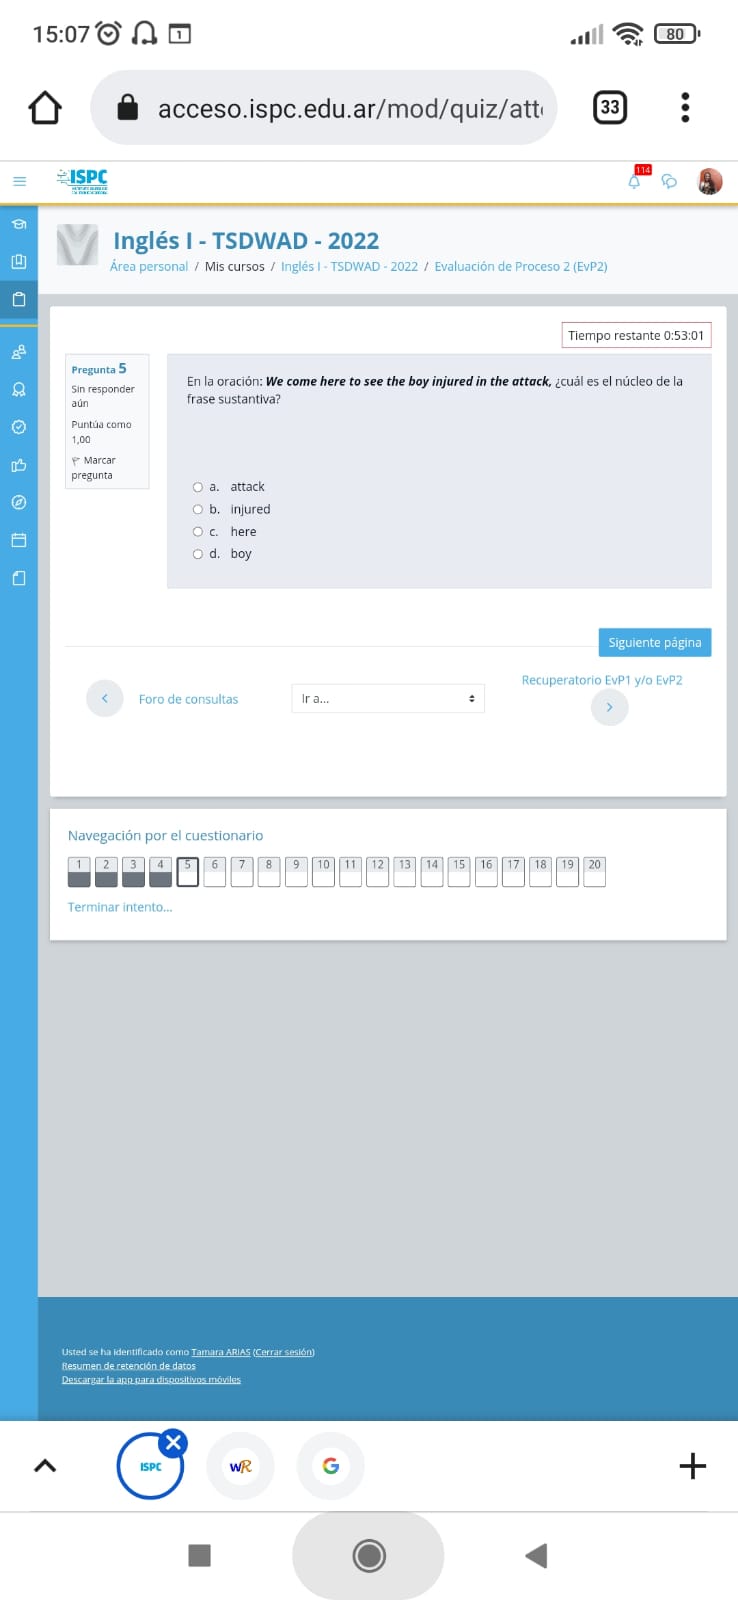 15:07
1
80
acceso.ispc.edu.ar/mod/quiz/att
33
ISPC
114
Inglés I - TSDWAD - 2022
Área personal / Mis cursos / Inglés I - TSDWAD - 2022 / Evaluación de Proceso 2 (EvP2)
Tiempo restante 0:53:01
Pregunta 5
Sin responder
aún
Puntúa como
1,00
Marcar
pregunta
En la oración: We come here to see the boy injured in the attack, ¿cuál es el núcleo de la
frase sustantiva?
a. attack
b. injured
c. here
d. boy
Siguiente página
Foro de consultas
Ir a...
Recuperatorio EvP1 y/o EvP2
Navegación por el cuestionario
1 2 3 4 5 6 7 8 9 10 11 12 13 14 15 16 17 18 19 20
Terminar intento...
Usted se ha identificado como Tamara ARIAS (Cerrar sesión)
Resumen de retención de datos
Descargar la app para dispositivos móviles
ISPC
WR
G